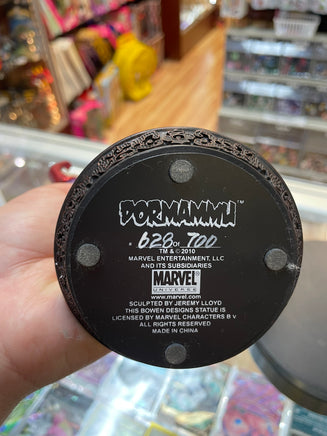 DORMAMMU™
628 OF 700
TM & © 2010
MARVEL ENTERTAINMENT, LLC
AND ITS SUBSIDIARIES
MARVEL
UNIVERSE
www.marvel.com
SCULPTED BY JEREMY LLOYD
THIS BOWEN DESIGNS STATUE IS
LICENSED BY MARVEL CHARACTERS B V
ALL RIGHTS RESERVED
MADE IN CHINA